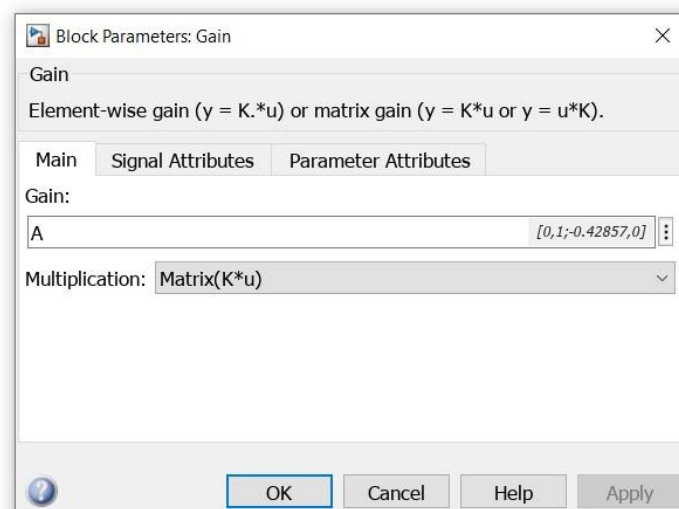 Block Parameters: Gain
Gain
Element-wise gain (y = K.*u) or matrix gain (y = K*u or y = u*K).
Main Signal Attributes Parameter Attributes
Gain:
A [0,1;-0.42857,0]
Multiplication: Matrix(K*u)
OK Cancel Help Apply